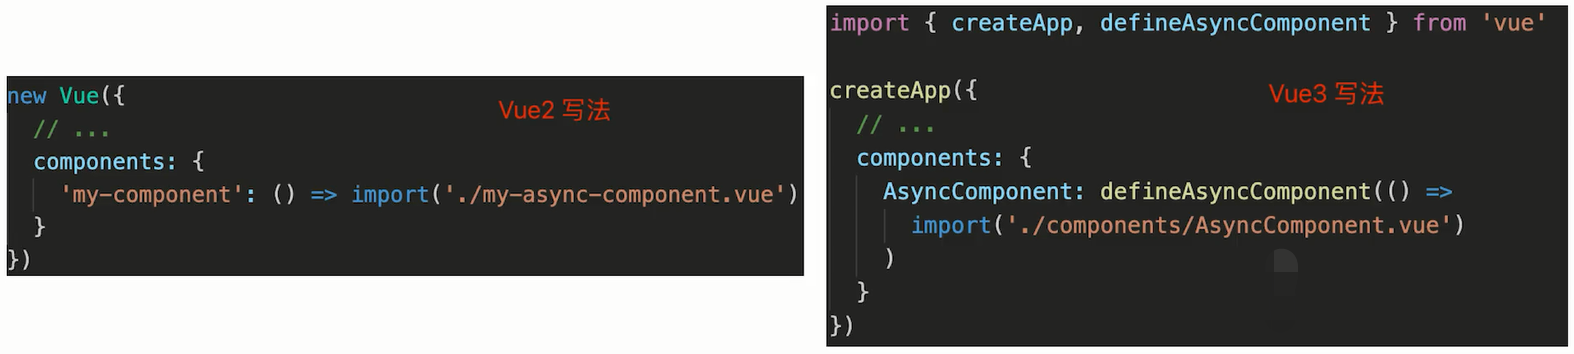 new Vue({
Vue2 写法
// ...
components: {
'my-component': () => import('./my-async-component.vue')
}
})
import { createApp, defineAsyncComponent } from 'vue'
createApp({
Vue3 写法
// ...
components: {
AsyncComponent: defineAsyncComponent(() =>
import('./components/AsyncComponent.vue')
)
}
})